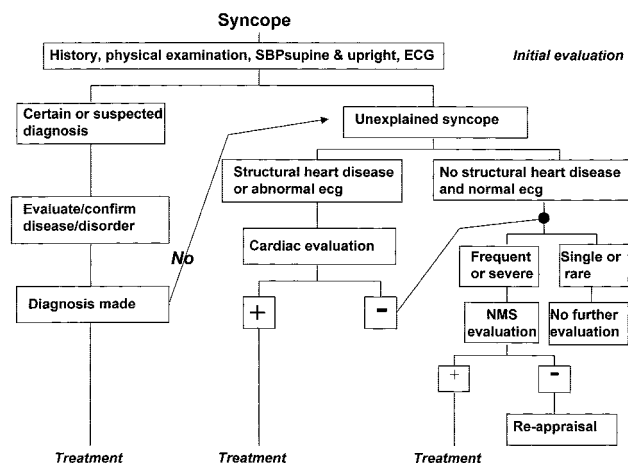 Syncope
History, physical examination, SBPsupine & upright, ECG
Initial evaluation
Certain or suspected
diagnosis
Unexplained syncope
Structural heart disease
or abnormal ecg
No structural heart disease
and normal ecg
Evaluate/confirm
disease/disorder
No
Cardiac evaluation
Frequent
or severe
Single or
rare
Diagnosis made
+
-
NMS
evaluation
No further
evaluation
+
-
Re-appraisal
Treatment
Treatment
Treatment